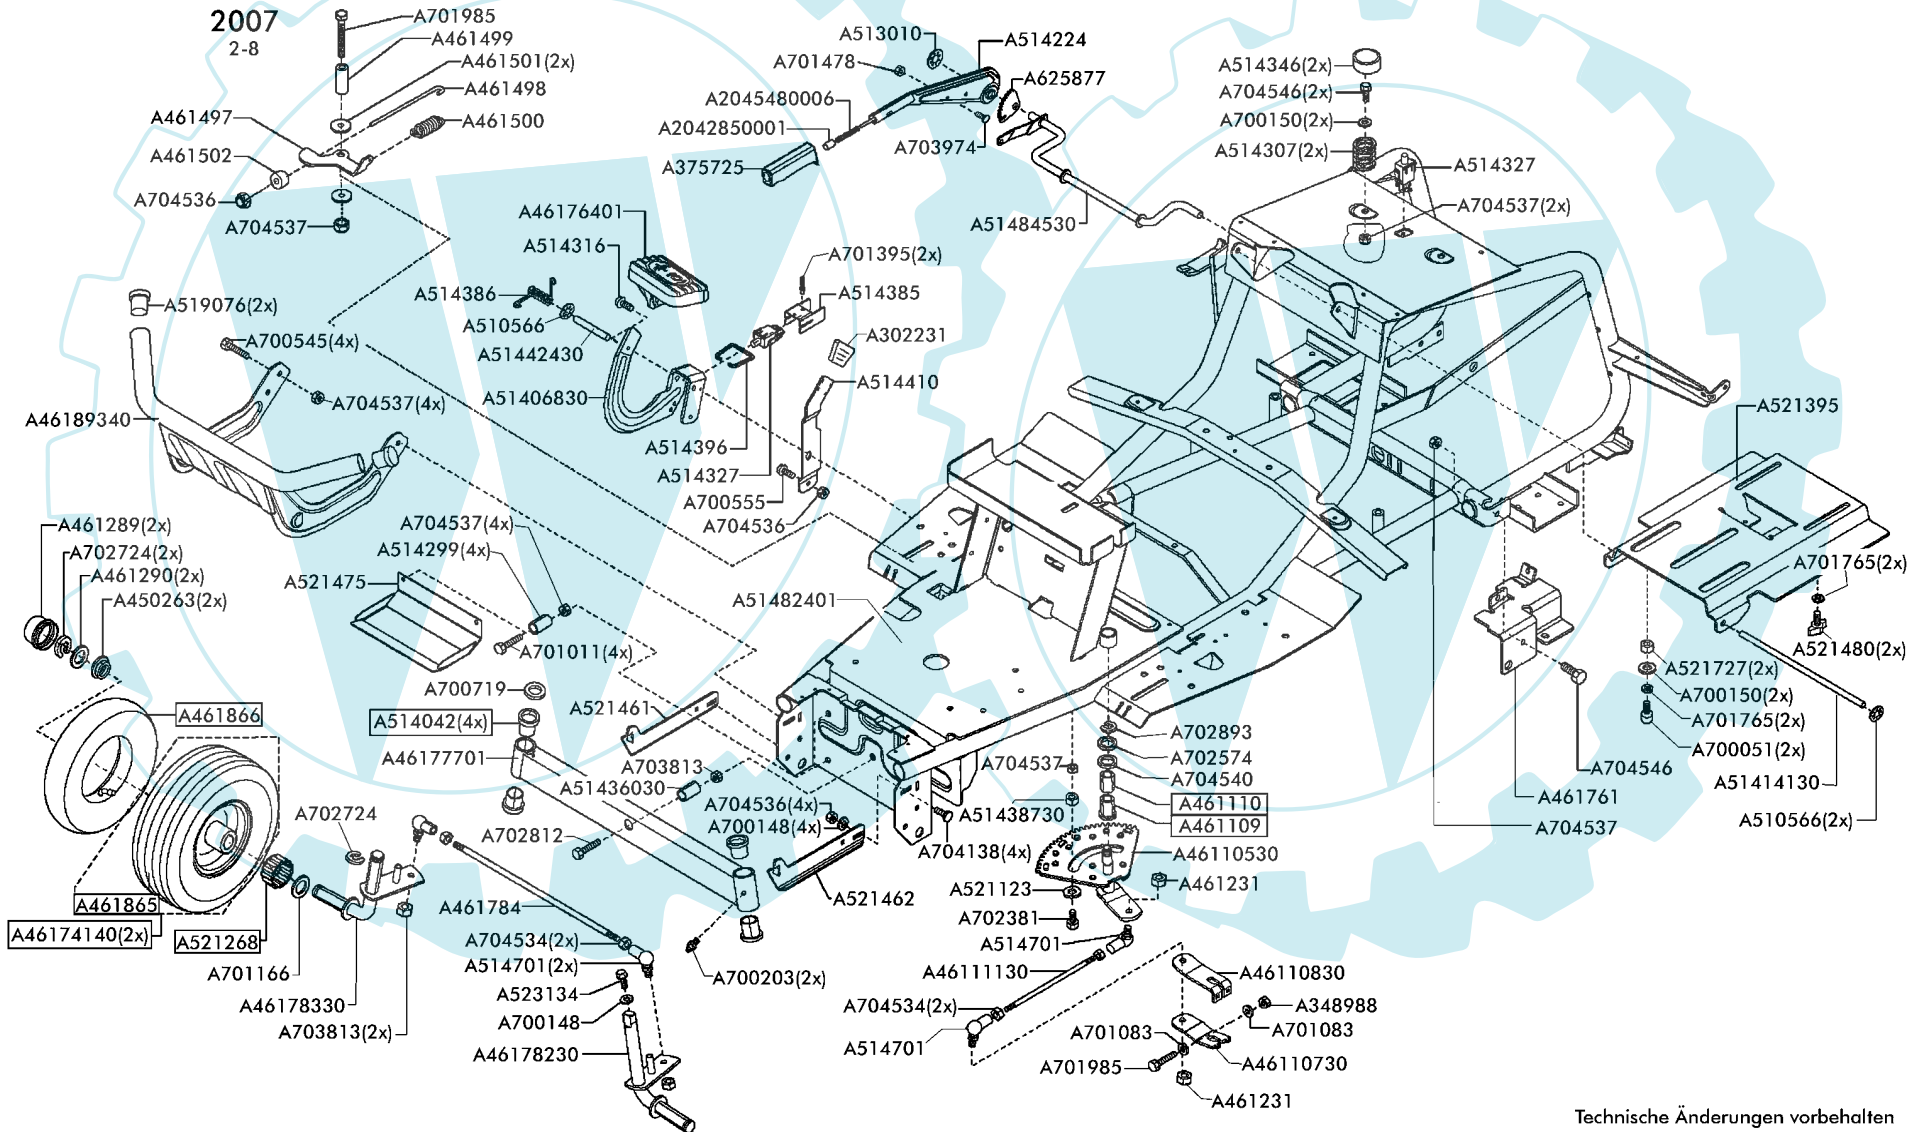 2007
2-8
A701985
A461499
A461501(2x)
A461498
A461497
A461500
A461502
A704536
A704537
A513010
A514224
A701478
A625877
A2045480006
A2042850001
A703974
A375725
A51484530
A514346(2x)
A704546(2x)
A700150(2x)
A514307(2x)
A514327
A704537(2x)
A46176401
A514316
A701395(2x)
A514386
A514385
A510566
A302231
A51442430
A514410
A51406830
A514396
A514327
A700555
A704536
A519076(2x)
A700545(4x)
A704537(4x)
A46189340
A521395
A461289(2x)
A702724(2x)
A461290(2x)
A450263(2x)
A704537(4x)
A514299(4x)
A521475
A701011(4x)
A51482401
A701765(2x)
A521480(2x)
A521727(2x)
A700150(2x)
A701765(2x)
A700051(2x)
A51414130
A510566(2x)
A704546
A461761
A704537
A700719
A514042(4x)
A46177701
A521461
A703813
A51436030
A704536(4x)
A700148(4x)
A702812
A704138(4x)
A521462
A702893
A702574
A704540
A461110
A461109
A704537
A51438730
A46110530
A461231
A521123
A702381
A514701
A46111130
A704534(2x)
A514701
A46110830
A348988
A701083
A701083
A46110730
A701985
A461231
A461866
A702724
A461865
A46174140(2x)
A521268
A701166
A46178330
A703813(2x)
A461784
A704534(2x)
A514701(2x)
A523134
A700148
A46178230
A700203(2x)
Technische Änderungen vorbehalten